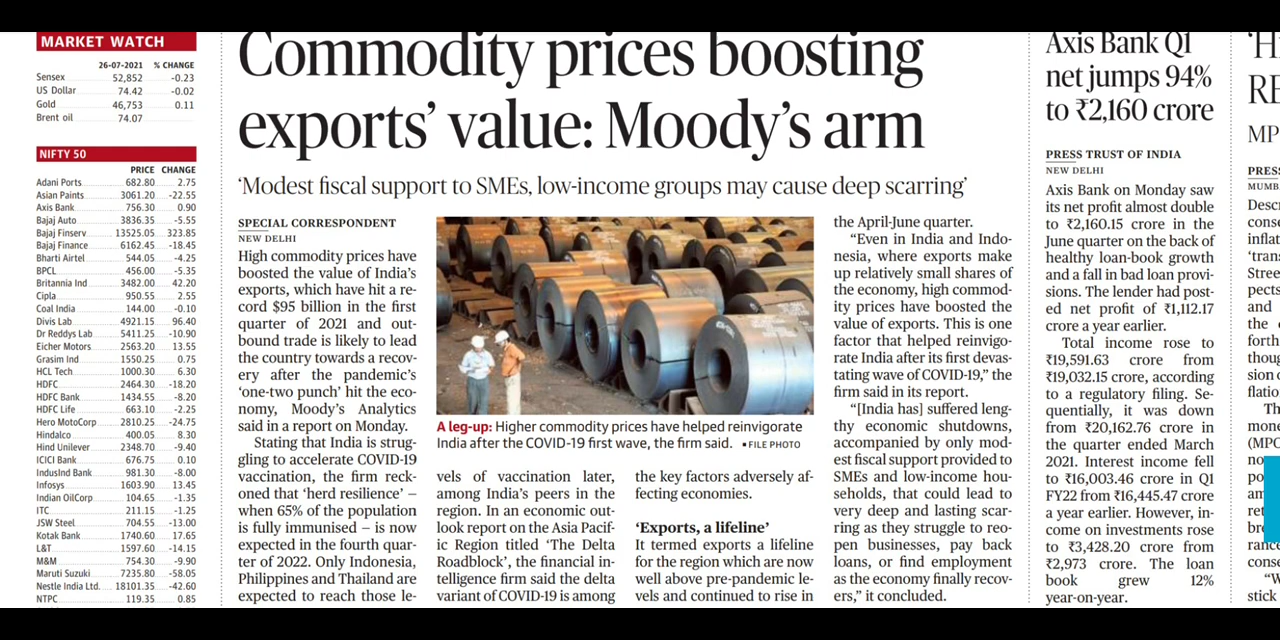 MARKET WATCH
26-07-2021 % CHANGE
Sensex 52,852 -0.23
US Dollar 74.42 -0.02
Gold 46,753 0.11
Brent oil 74.07
NIFTY 50
PRICE CHANGE
Adani Ports 682.80 2.75
Asian Paints 3061.20 -22.55
Axis Bank 756.30 0.90
Bajaj Auto 3836.35 -5.55
Bajaj Finserv 13525.05 323.85
Bajaj Finance 6162.45 -18.45
Bharti Airtel 544.05 -4.25
BPCL 456.00 -5.35
Britannia Ind 3482.00 42.20
Cipla 950.55 2.55
Coal India 144.00 -0.10
Divis Lab 4921.15 96.40
Dr Reddys Lab 5411.25 -10.90
Eicher Motors 2563.20 13.55
Grasim Ind 1550.25 0.75
HCL Tech 1000.30 6.30
HDFC 2464.30 -18.20
HDFC Bank 1434.55 -8.20
HDFC Life 663.10 -2.25
Hero MotoCorp 2810.25 -24.75
Hindalco 400.05 8.30
Hind Unilever 2348.70 -9.40
ICICI Bank 676.75 0.10
IndusInd Bank 981.30 -8.00
Infosys 1603.90 13.45
Indian OilCorp 104.65 -1.35
ITC 211.15 -1.25
JSW Steel 704.55 -13.00
Kotak Bank 1740.60 17.65
L&T 1597.60 -14.15
M&M 754.30 -9.90
Maruti Suzuki 7235.80 -58.05
Nestle India Ltd. 18101.35 -42.60
NTPC 119.35 0.85
Commodity prices boosting
exports' value: Moody's arm
'Modest fiscal support to SMEs, low-income groups may cause deep scarring'
SPECIAL CORRESPONDENT
NEW DELHI
High commodity prices have
boosted the value of India's
exports, which have hit a re-
cord $95 billion in the first
quarter of 2021 and out-
bound trade is likely to lead
the country towards a recov-
ery after the pandemic's
'one-two punch' hit the eco-
nomy, Moody's Analytics
said in a report on Monday.
Stating that India is strug-
gling to accelerate COVID-19
vaccination, the firm reck-
oned that 'herd resilience' –
when 65% of the population
is fully immunised – is now
expected in the fourth quar-
ter of 2022. Only Indonesia,
Philippines and Thailand are
expected to reach those le-
A leg-up: Higher commodity prices have helped reinvigorate
India after the COVID-19 first wave, the firm said. ▪FILE PHOTO
vels of vaccination later,
among India's peers in the
region. In an economic out-
look report on the Asia Pacif-
ic Region titled 'The Delta
Roadblock', the financial in-
telligence firm said the delta
variant of COVID-19 is among
the key factors adversely af-
fecting economies.
'Exports, a lifeline'
It termed exports a lifeline
for the region which are now
well above pre-pandemic le-
vels and continued to rise in
the April-June quarter.
"Even in India and Indo-
nesia, where exports make
up relatively small shares of
the economy, high commod-
ity prices have boosted the
value of exports. This is one
factor that helped reinvigo-
rate India after its first devas-
tating wave of COVID-19," the
firm said in its report.
"[India has] suffered leng-
thy economic shutdowns,
accompanied by only mod-
est fiscal support provided to
SMEs and low-income hou-
seholds, that could lead to
very deep and lasting scar-
ring as they struggle to reo-
pen businesses, pay back
loans, or find employment
as the economy finally recov-
ers," it concluded.
Axis Bank Q1
net jumps 94%
to ₹2,160 crore
PRESS TRUST OF INDIA
NEW DELHI
Axis Bank on Monday saw
its net profit almost double
to ₹2,160.15 crore in the
June quarter on the back of
healthy loan-book growth
and a fall in bad loan provi-
sions. The lender had post-
ed net profit of ₹1,112.17
crore a year earlier.
Total income rose to
₹19,591.63 crore from
₹19,032.15 crore, according
to a regulatory filing. Se-
quentially, it was down
from ₹20,162.76 crore in
the quarter ended March
2021. Interest income fell
to ₹16,003.46 crore in Q1
FY22 from ₹16,445.47 crore
a year earlier. However, in-
come on investments rose
to ₹3,428.20 crore from
₹2,973 crore. The loan
book grew 12%
year-on-year.